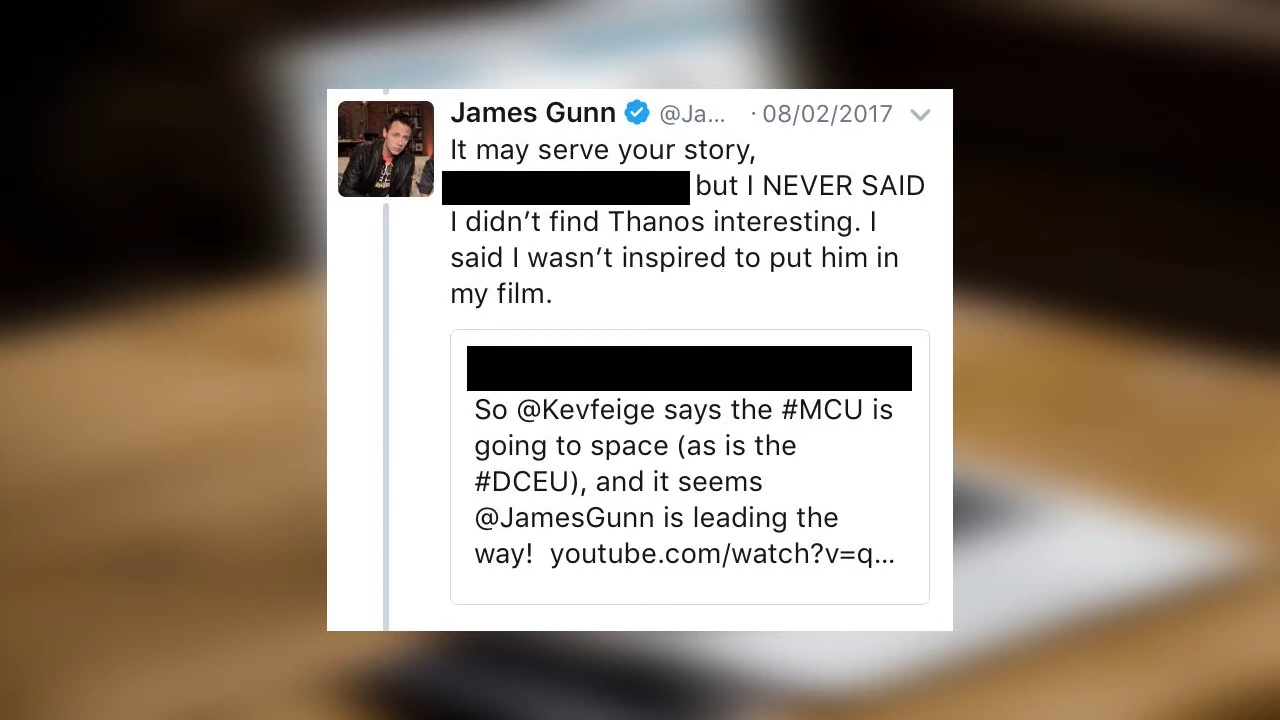 James Gunn @Ja... · 08/02/2017
It may serve your story,
but I NEVER SAID
I didn’t find Thanos interesting. I
said I wasn’t inspired to put him in
my film.
So @Kevfeige says the #MCU is
going to space (as is the
#DCEU), and it seems
@JamesGunn is leading the
way! youtube.com/watch?v=q...